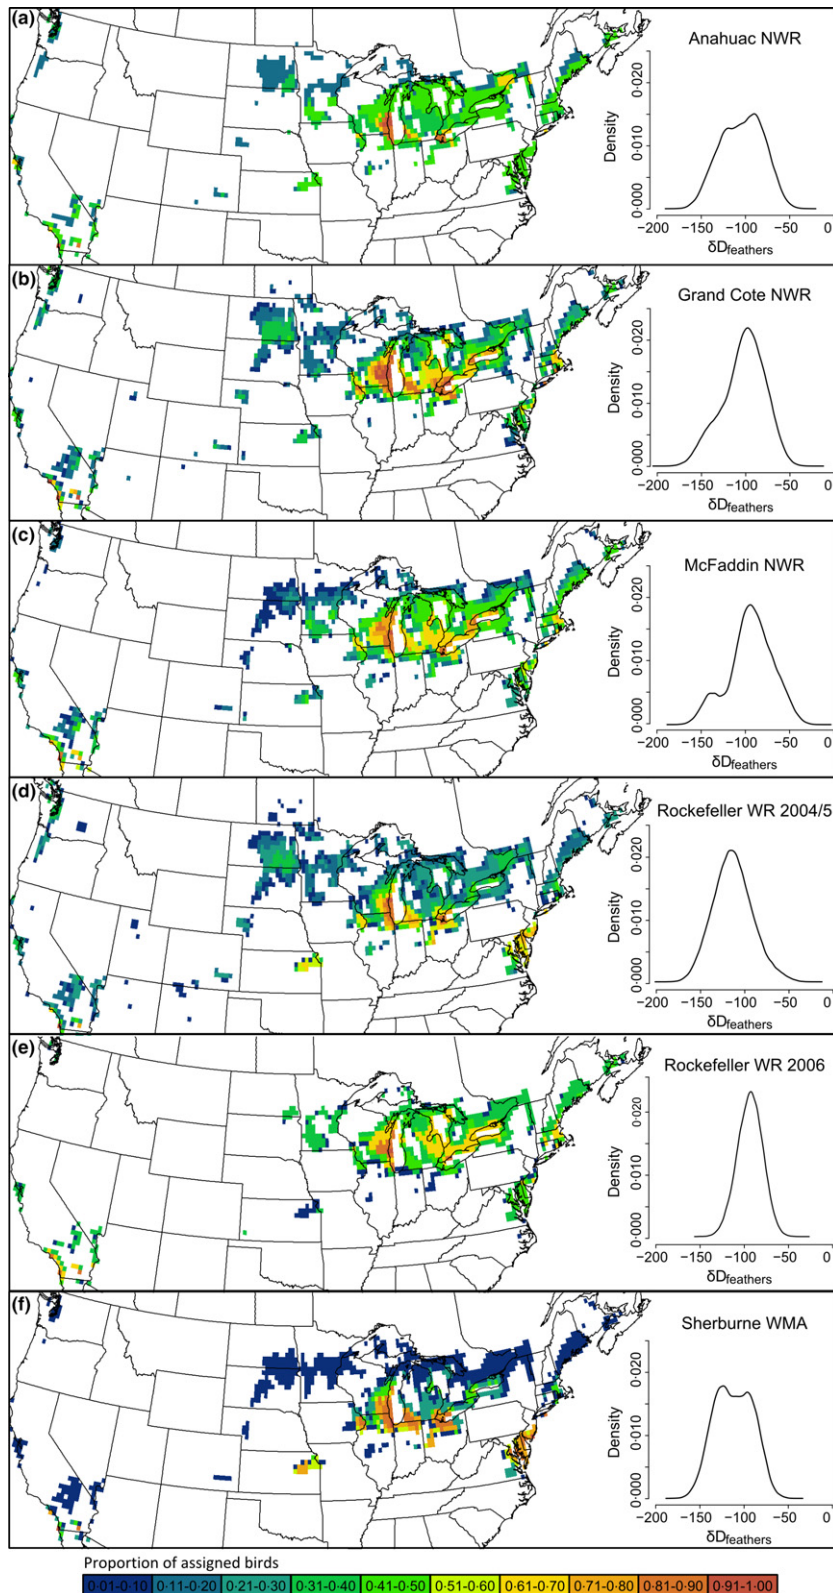 (a)
Anahuac NWR
Density
0·020
0·010
0·000
−200 −150 −100 −50 0
δDfeathers
(b)
Grand Cote NWR
Density
0·020
0·010
0·000
−200 −150 −100 −50 0
δDfeathers
(c)
McFaddin NWR
Density
0·020
0·010
0·000
−200 −150 −100 −50 0
δDfeathers
(d)
Rockefeller WR 2004/5
Density
0·020
0·010
0·000
−200 −150 −100 −50 0
δDfeathers
(e)
Rockefeller WR 2006
Density
0·020
0·010
0·000
−200 −150 −100 −50 0
δDfeathers
(f)
Sherburne WMA
Density
0·020
0·010
0·000
−200 −150 −100 −50 0
δDfeathers
Proportion of assigned birds
0·01-0·10 0·11-0·20 0·21-0·30 0·31-0·40 0·41-0·50 0·51-0·60 0·61-0·70 0·71-0·80 0·81-0·90 0·91-1·00